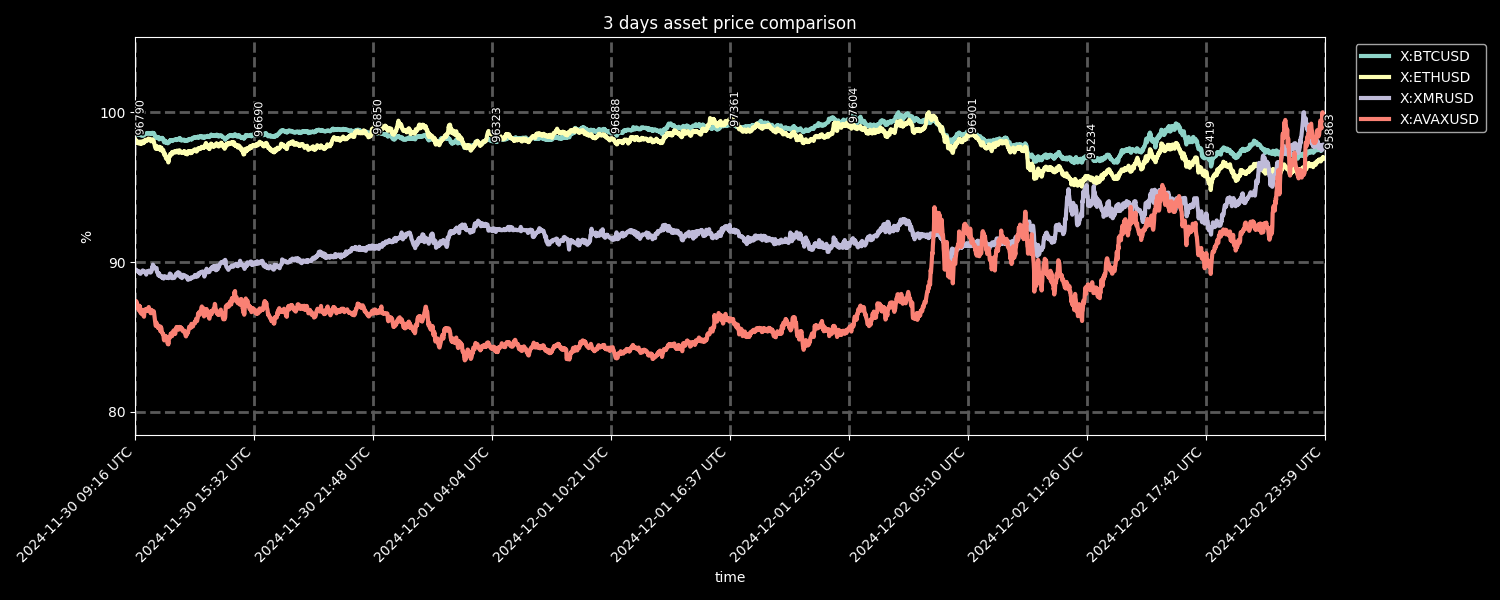 3 days asset price comparison
X:BTCUSD
X:ETHUSD
X:XMRUSD
X:AVAXUSD
100
90
80
%
96790
96690
96850
96323
96888
97361
97604
96901
95234
95419
95863
2024-11-30 09:16 UTC
2024-11-30 15:32 UTC
2024-11-30 21:48 UTC
2024-12-01 04:04 UTC
2024-12-01 10:21 UTC
2024-12-01 16:37 UTC
2024-12-01 22:53 UTC
2024-12-02 05:10 UTC
2024-12-02 11:26 UTC
2024-12-02 17:42 UTC
2024-12-02 23:59 UTC
time